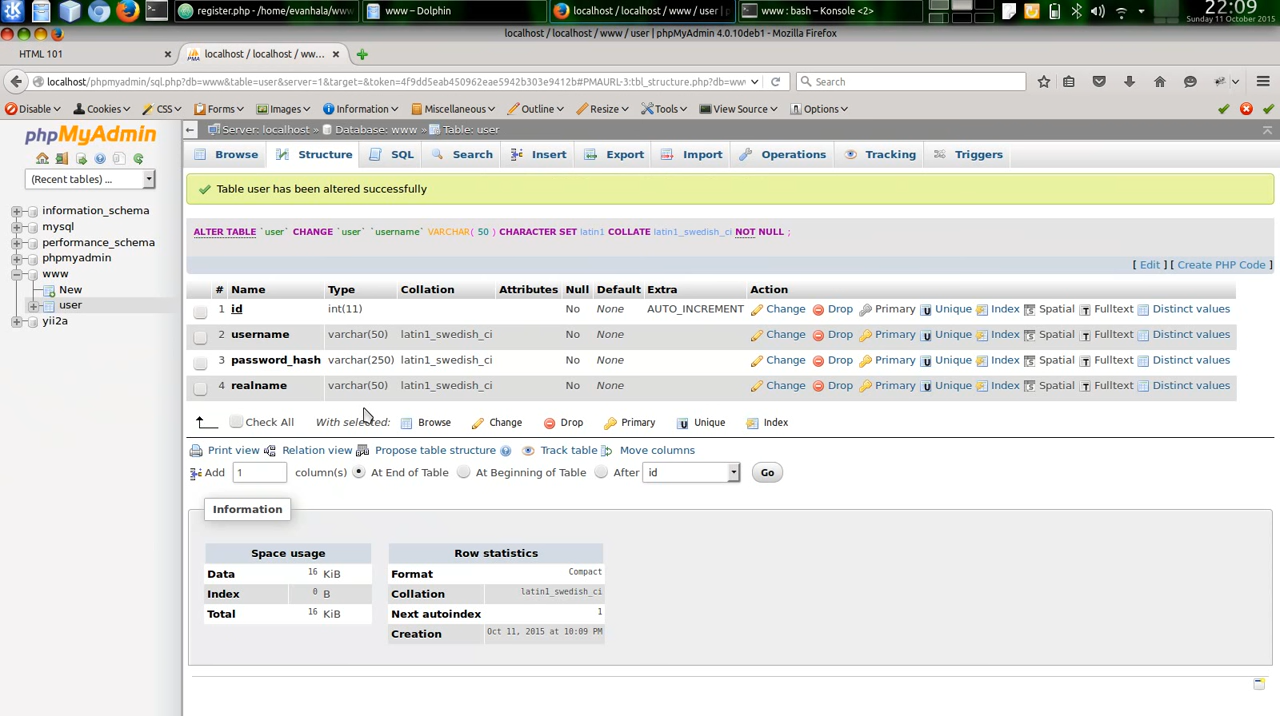 register.php - /home/evanhala/www www – Dolphin localhost / localhost / www / user | www : bash – Konsole <2> 22:09
Sunday 11 October 2015
localhost / localhost / www / user | phpMyAdmin 4.0.10deb1 - Mozilla Firefox
HTML 101 localhost / localhost / ww...
localhost/phpmyadmin/sql.php?db=www&table=user&server=1&target=&token=4f9dd5eab450962eae5942b303e9412b#PMAURL-3:tbl_structure.php?db=www Search
Disable Cookies CSS Forms Images Information Miscellaneous Outline Resize Tools View Source Options
phpMyAdmin
(Recent tables) ...
information_schema
mysql
performance_schema
phpmyadmin
www
New
user
yii2a
Server: localhost » Database: www » Table: user
Browse Structure SQL Search Insert Export Import Operations Tracking Triggers
Table user has been altered successfully
ALTER TABLE `user` CHANGE `user` `username` VARCHAR( 50 ) CHARACTER SET latin1 COLLATE latin1_swedish_ci NOT NULL ;
[ Edit ] [ Create PHP Code ]
# Name Type Collation Attributes Null Default Extra Action
1 id int(11) No None AUTO_INCREMENT Change Drop Primary Unique Index Spatial Fulltext Distinct values
2 username varchar(50) latin1_swedish_ci No None Change Drop Primary Unique Index Spatial Fulltext Distinct values
3 password_hash varchar(250) latin1_swedish_ci No None Change Drop Primary Unique Index Spatial Fulltext Distinct values
4 realname varchar(50) latin1_swedish_ci No None Change Drop Primary Unique Index Spatial Fulltext Distinct values
Check All With selected: Browse Change Drop Primary Unique Index
Print view Relation view Propose table structure Track table Move columns
Add 1 column(s) At End of Table At Beginning of Table After id Go
Information
Space usage
Data 16 KiB
Index 0 B
Total 16 KiB
Row statistics
Format Compact
Collation latin1_swedish_ci
Next autoindex 1
Creation Oct 11, 2015 at 10:09 PM